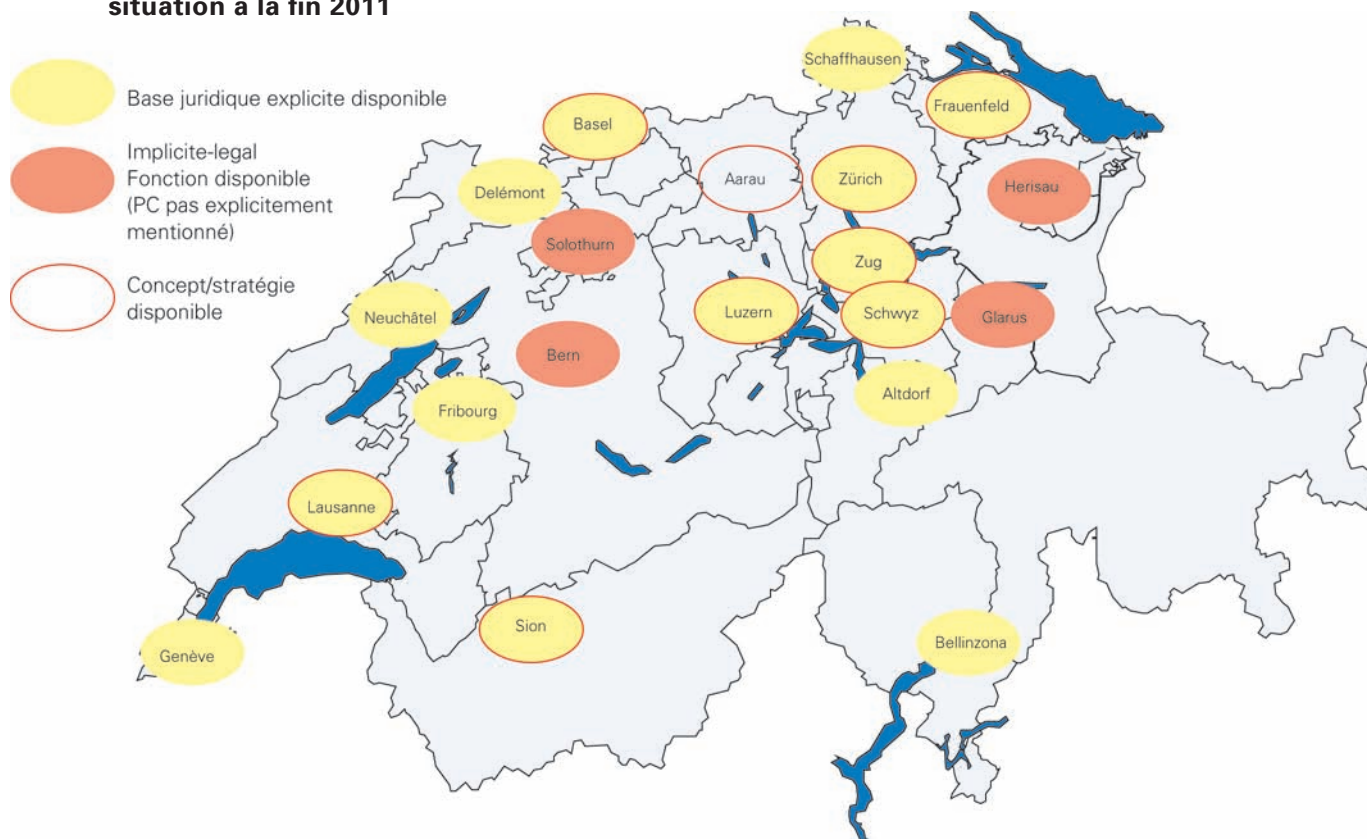 situation à la fin 2011
Base juridique explicite disponible
Implicite-legal
Fonction disponible
(PC pas explicitement
mentionné)
Concept/stratégie
disponible
Schaffhausen
Frauenfeld
Basel
Aarau
Zürich
Herisau
Delémont
Solothurn
Zug
Neuchâtel
Luzern
Schwyz
Glarus
Bern
Altdorf
Fribourg
Lausanne
Sion
Bellinzona
Genève